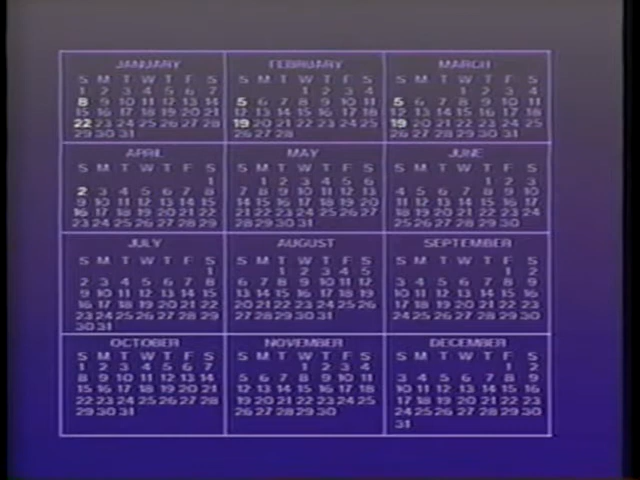 JANUARY
S M T W T F S
1 2 3 4 5 6 7
8 9 10 11 12 13 14
15 16 17 18 19 20 21
22 23 24 25 26 27 28
29 30 31
FEBRUARY
S M T W T F S
1 2 3 4
5 6 7 8 9 10 11
12 13 14 15 16 17 18
19 20 21 22 23 24 25
26 27 28
MARCH
S M T W T F S
1 2 3 4
5 6 7 8 9 10 11
12 13 14 15 16 17 18
19 20 21 22 23 24 25
26 27 28 29 30 31
APRIL
S M T W T F S
1
2 3 4 5 6 7 8
9 10 11 12 13 14 15
16 17 18 19 20 21 22
23 24 25 26 27 28 29
MAY
S M T W T F S
1 2 3 4 5 6
7 8 9 10 11 12 13
14 15 16 17 18 19 20
21 22 23 24 25 26 27
28 29 30 31
JUNE
S M T W T F S
1 2 3
4 5 6 7 8 9 10
11 12 13 14 15 16 17
18 19 20 21 22 23 24
25 26 27 28 29 30
JULY
S M T W T F S
1
2 3 4 5 6 7 8
9 10 11 12 13 14 15
16 17 18 19 20 21 22
23 24 25 26 27 28 29
30 31
AUGUST
S M T W T F S
1 2 3 4 5
6 7 8 9 10 11 12
13 14 15 16 17 18 19
20 21 22 23 24 25 26
27 28 29 30 31
SEPTEMBER
S M T W T F S
1 2
3 4 5 6 7 8 9
10 11 12 13 14 15 16
17 18 19 20 21 22 23
24 25 26 27 28 29 30
OCTOBER
S M T W T F S
1 2 3 4 5 6 7
8 9 10 11 12 13 14
15 16 17 18 19 20 21
22 23 24 25 26 27 28
29 30 31
NOVEMBER
S M T W T F S
1 2 3 4
5 6 7 8 9 10 11
12 13 14 15 16 17 18
19 20 21 22 23 24 25
26 27 28 29 30
DECEMBER
S M T W T F S
1 2
3 4 5 6 7 8 9
10 11 12 13 14 15 16
17 18 19 20 21 22 23
24 25 26 27 28 29 30
31